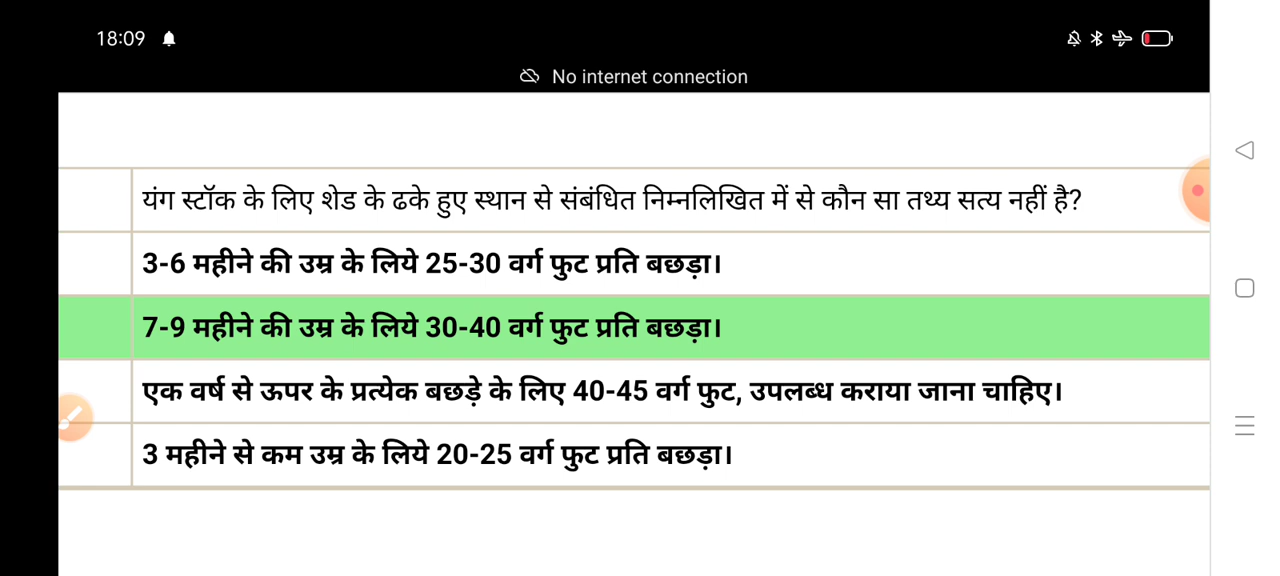 18:09
No internet connection
यंग स्टॉक के लिए शेड के ढके हुए स्थान से संबंधित निम्नलिखित में से कौन सा तथ्य सत्य नहीं है?
3-6 महीने की उम्र के लिये 25-30 वर्ग फुट प्रति बछड़ा।
7-9 महीने की उम्र के लिये 30-40 वर्ग फुट प्रति बछड़ा।
एक वर्ष से ऊपर के प्रत्येक बछड़े के लिए 40-45 वर्ग फुट, उपलब्ध कराया जाना चाहिए।
3 महीने से कम उम्र के लिये 20-25 वर्ग फुट प्रति बछड़ा।